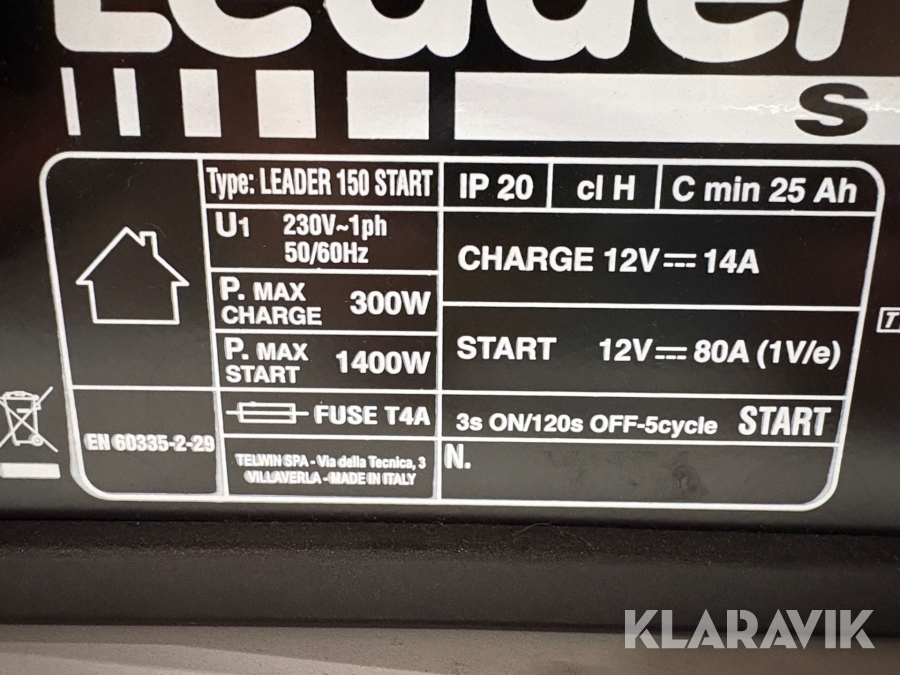 Leader
S
Type: LEADER 150 START
IP 20
cl H
C min 25 Ah
U1 230V~1ph
50/60Hz
CHARGE 12V⎓14A
P. MAX
CHARGE 300W
P. MAX
START 1400W
START 12V⎓80A (1V/e)
FUSE T4A
3s ON/120s OFF-5cycle START
EN 60335-2-29
TELWIN SPA - Via della Tecnica, 3
VILLAVERLA - MADE IN ITALY
N.
T
KLARAVIK